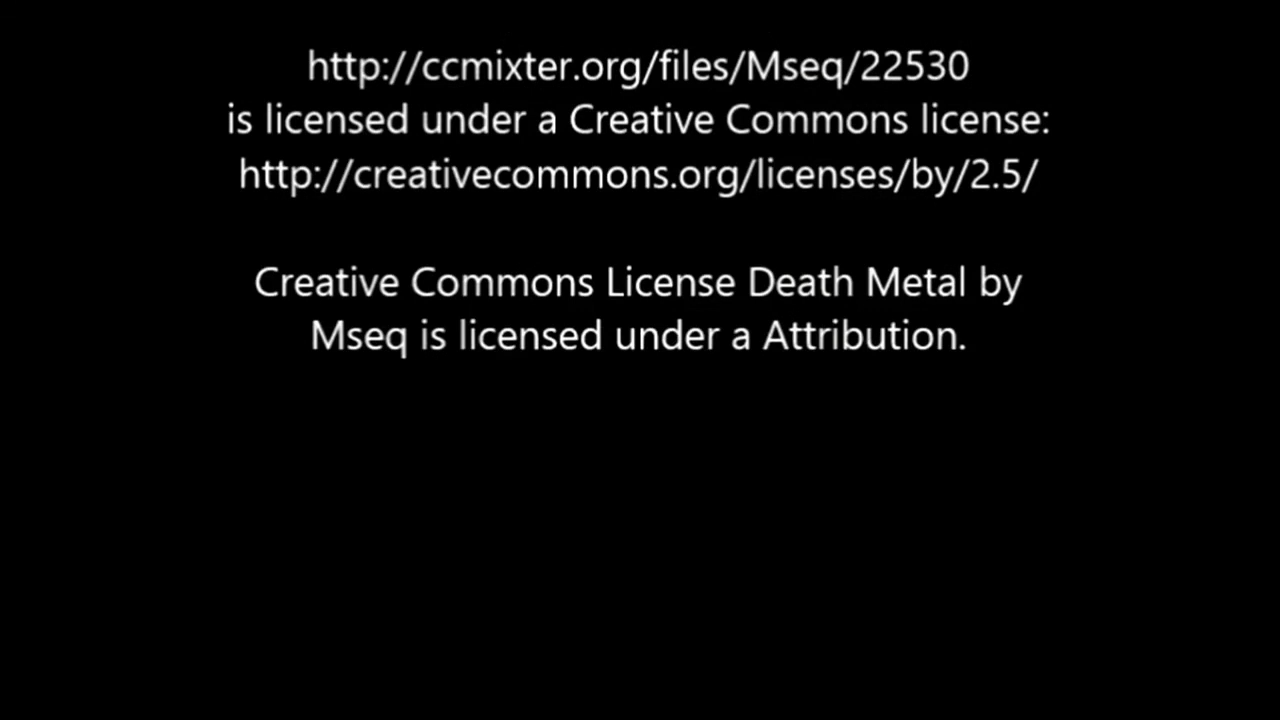 http://ccmixter.org/files/Mseq/22530
is licensed under a Creative Commons license:
http://creativecommons.org/licenses/by/2.5/
Creative Commons License Death Metal by
Mseq is licensed under a Attribution.